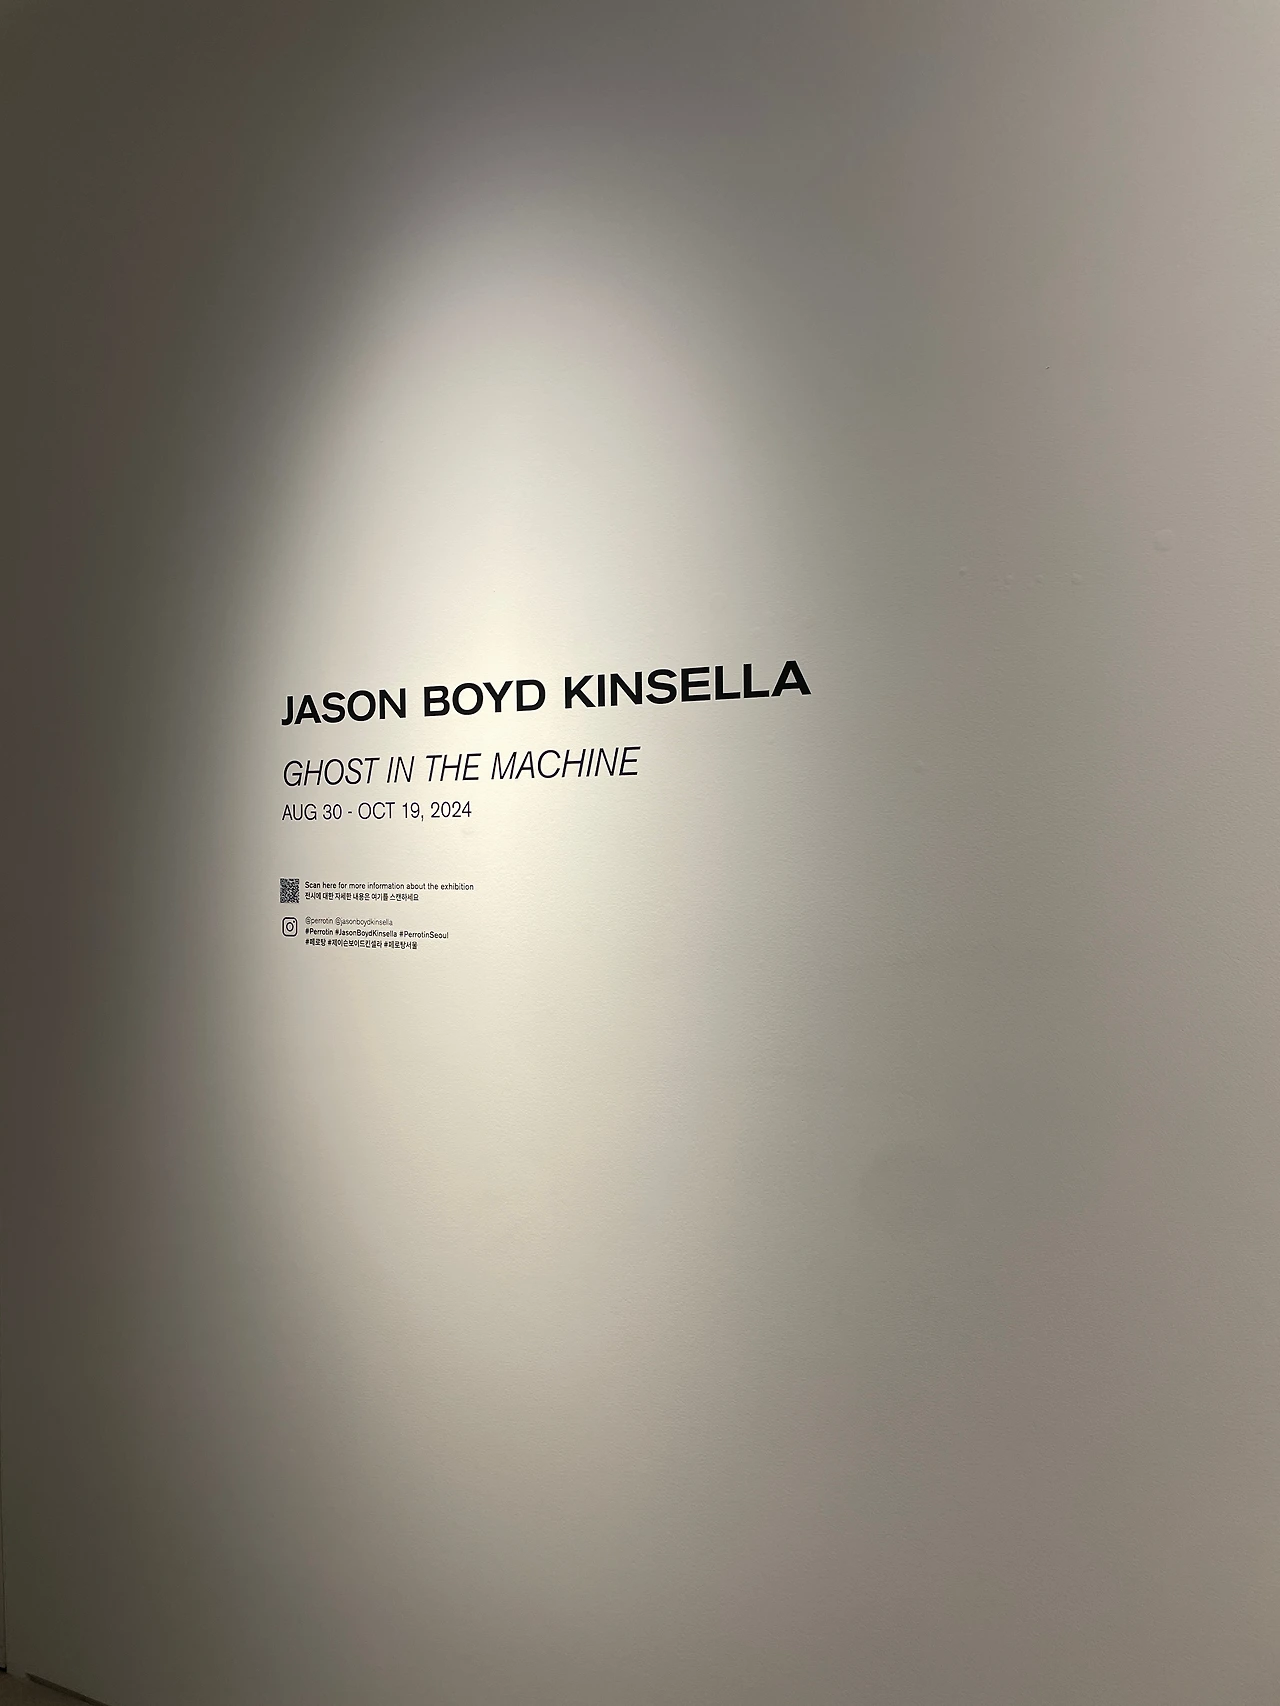 JASON BOYD KINSELLA
GHOST IN THE MACHINE
AUG 30 - OCT 19, 2024
Scan here for more information about the exhibition
전시에 대한 자세한 내용은 여기를 스캔하세요
@perrotin @jasonboydkinsella
#Perrotin #JasonBoydKinsella #PerrotinSeoul
#페로탕 #제이슨보이드킨셀라 #페로탕서울